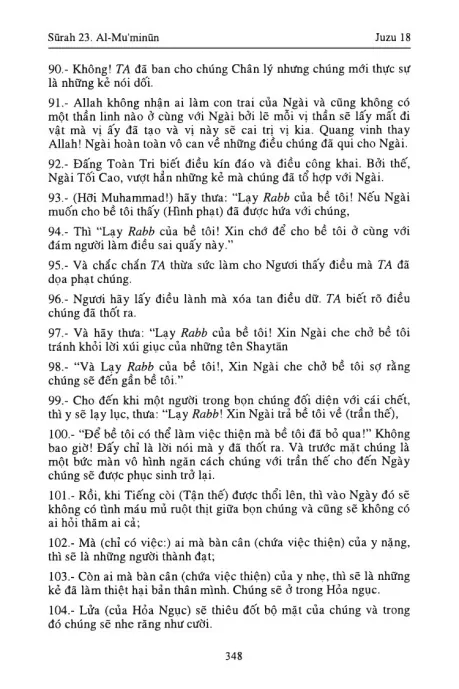 Sūrah 23. Al-Mu'minūn Juzu 18
90.- Không! TA đã ban cho chúng Chân lý nhưng chúng mới thực sự
là những kẻ nói dối.
91.- Allah không nhận ai làm con trai của Ngài và cũng không có
một thần linh nào ở cùng với Ngài bởi lẽ mỗi vị thần sẽ lấy mất đi
vật mà vị ấy đã tạo và vị này sẽ cai trị vị kia. Quang vinh thay
Allah! Ngài hoàn toàn vô can về những điều chúng đã qui cho Ngài.
92.- Đấng Toàn Tri biết điều kín đáo và điều công khai. Bởi thế,
Ngài Tối Cao, vượt hẳn những kẻ mà chúng đã tổ hợp với Ngài.
93.- (Hỡi Muhammad!) hãy thưa: “Lạy Rabb của bề tôi! Nếu Ngài
muốn cho bề tôi thấy (Hình phạt) đã được hứa với chúng,
94.- Thì “Lạy Rabb của bề tôi! Xin chớ để cho bề tôi ở cùng với
đám người làm điều sai quấy này.”
95.- Và chắc chắn TA thừa sức làm cho Ngươi thấy điều mà TA đã
dọa phạt chúng.
96.- Ngươi hãy lấy điều lành mà xóa tan điều dữ. TA biết rõ điều
chúng đã thốt ra.
97.- Và hãy thưa: “Lạy Rabb của bề tôi! Xin Ngài che chở bề tôi
tránh khỏi lời xúi giục của những tên Shaytān
98.- “Và Lạy Rabb của bề tôi!, Xin Ngài che chở bề tôi sợ rằng
chúng sẽ đến gần bề tôi.”
99.- Cho đến khi một người trong bọn chúng đối diện với cái chết,
thì y sẽ lạy lục, thưa: “Lạy Rabb! Xin Ngài trả bề tôi về (trần thế),
100.- “Để bề tôi có thể làm việc thiện mà bề tôi đã bỏ qua!” Không
bao giờ! Đấy chỉ là lời nói mà y đã thốt ra. Và trước mặt chúng là
một bức màn vô hình ngăn cách chúng với trần thế cho đến Ngày
chúng sẽ được phục sinh trở lại.
101.- Rồi, khi Tiếng còi (Tận thế) được thổi lên, thì vào Ngày đó sẽ
không có tình máu mủ ruột thịt giữa bọn chúng và cũng sẽ không có
ai hỏi thăm ai cả;
102.- Mà (chỉ có việc:) ai mà bàn cân (chứa việc thiện) của y nặng,
thì sẽ là những người thành đạt;
103.- Còn ai mà bàn cân (chứa việc thiện) của y nhẹ, thì sẽ là những
kẻ đã làm thiệt hại bản thân mình. Chúng sẽ ở trong Hỏa ngục.
104.- Lửa (của Hỏa Ngục) sẽ thiêu đốt bộ mặt của chúng và trong
đó chúng sẽ nhe răng như cười.
348